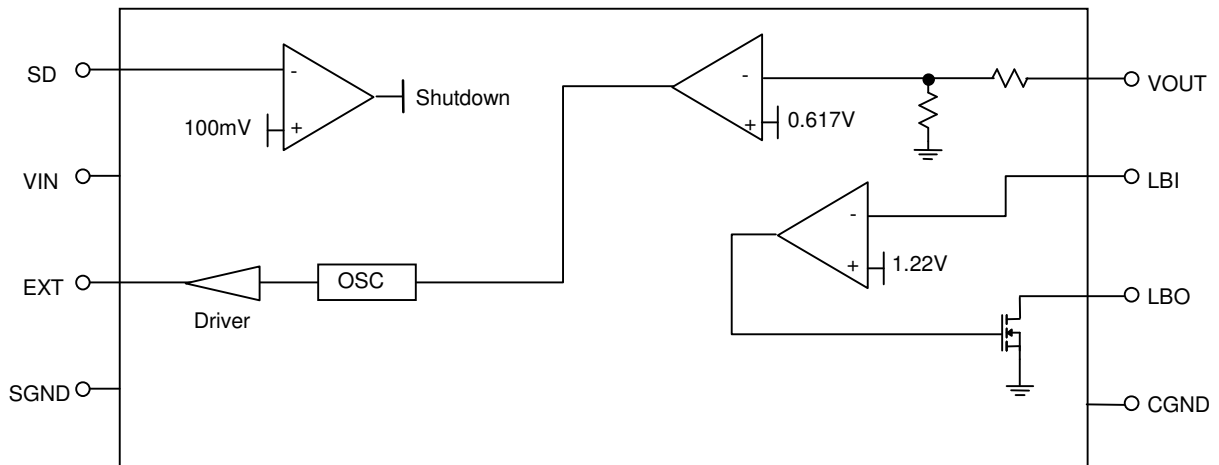 SD
-
Shutdown
100mV
+
VIN
EXT
OSC
Driver
SGND
-
+
0.617V
VOUT
LBI
-
+
1.22V
LBO
CGND